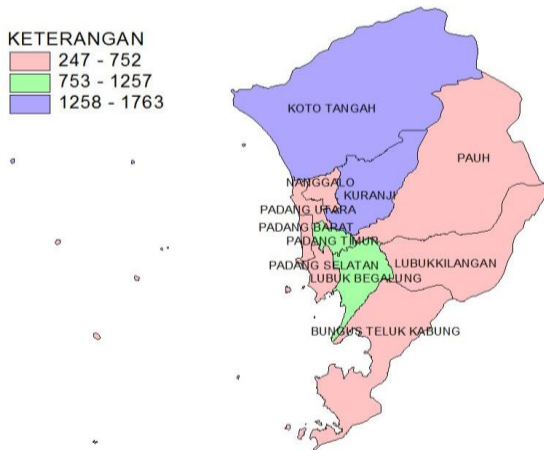 KETERANGAN
247 - 752
753 - 1257
1258 - 1763
KOTO TANGAH
PAUH
NANGGALO
KURANJI
PADANG UTARA
PADANG BARAT
PADANG TIMUR
PADANG SELATAN
LUBUKKILANGAN
LUBUK BEGALUNG
BUNGUS TELUK KABUNG